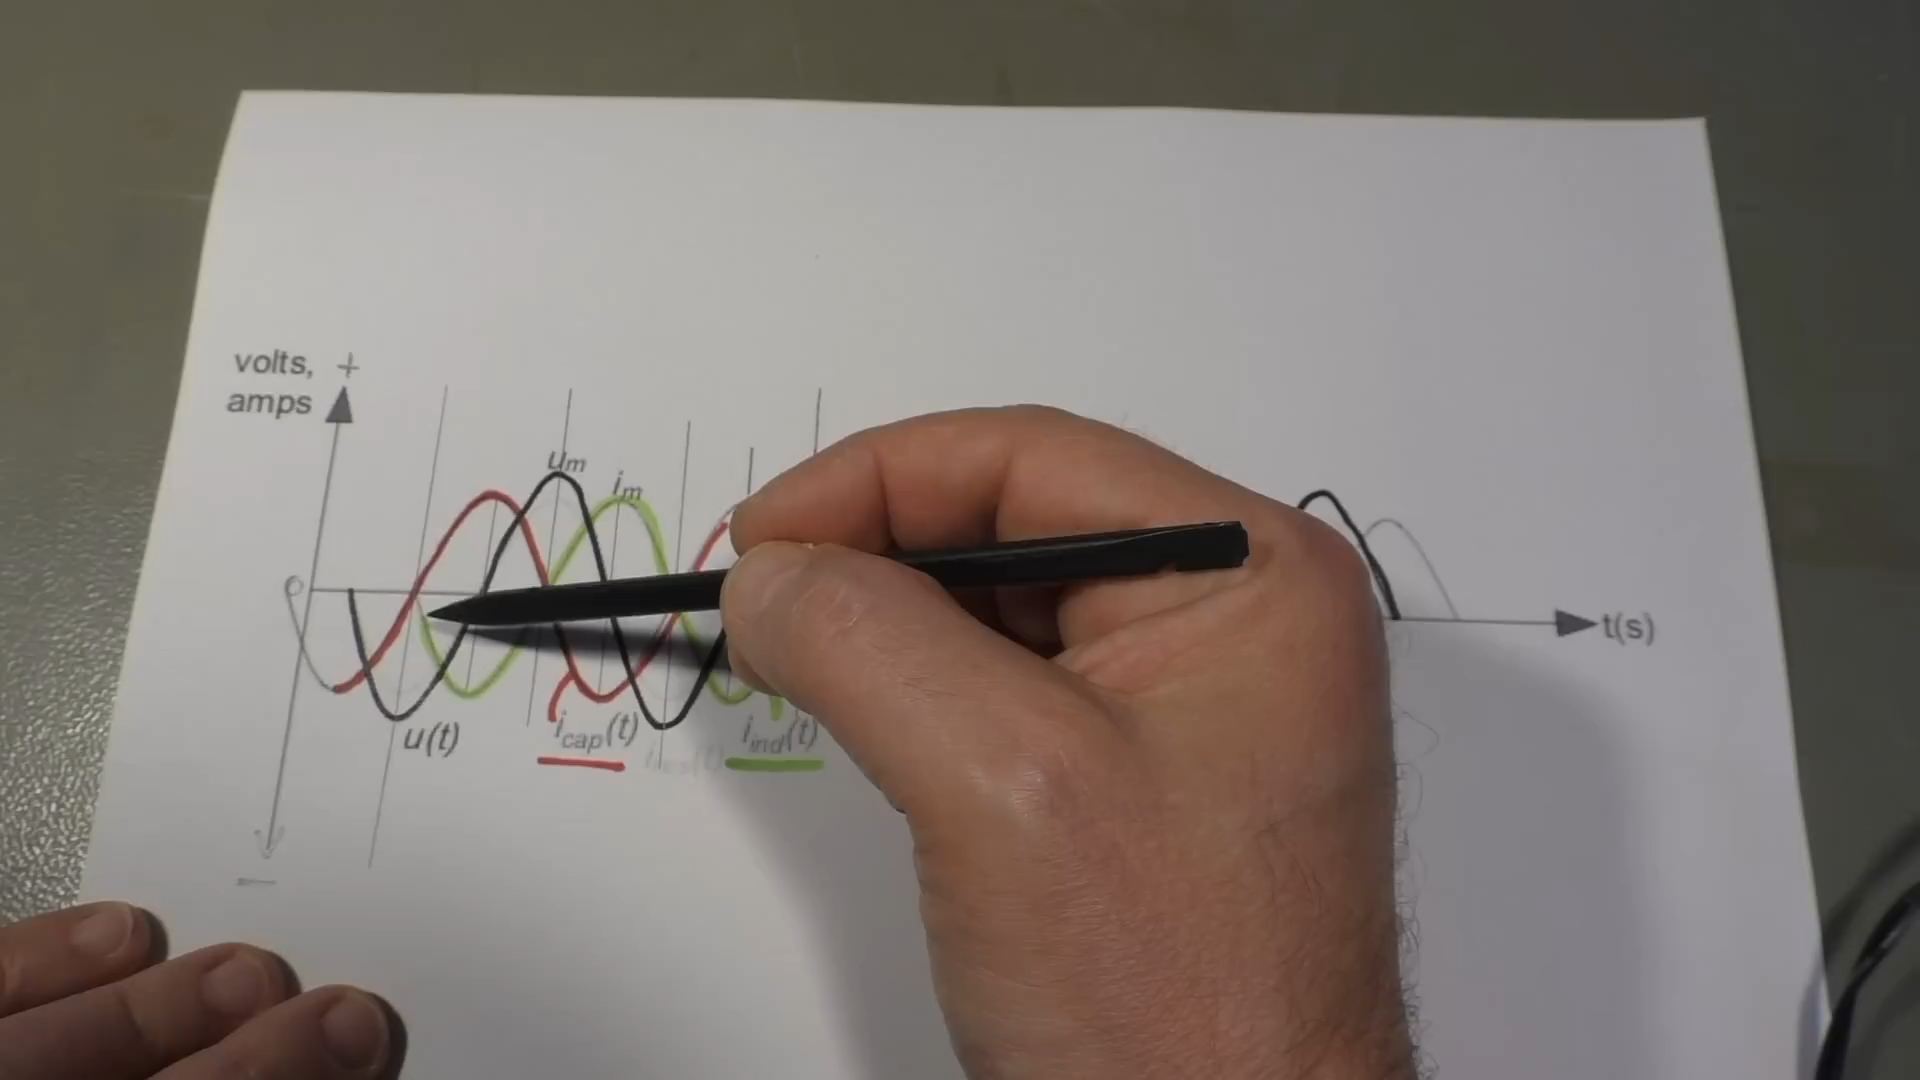 volts, +
amps
um
im
0
t(s)
u(t)
icap(t)
iind(t)
−